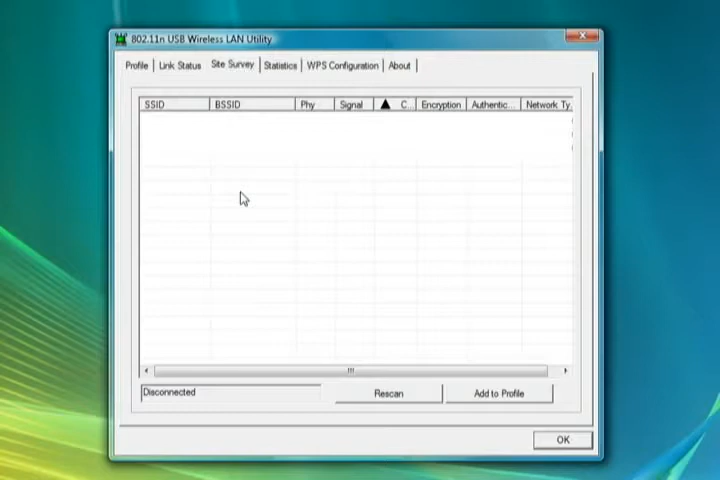 802.11n USB Wireless LAN Utility
Profile Link Status Site Survey Statistics WPS Configuration About
SSID BSSID Phy Signal C... Encryption Authentic... Network Ty
Disconnected Rescan Add to Profile
OK